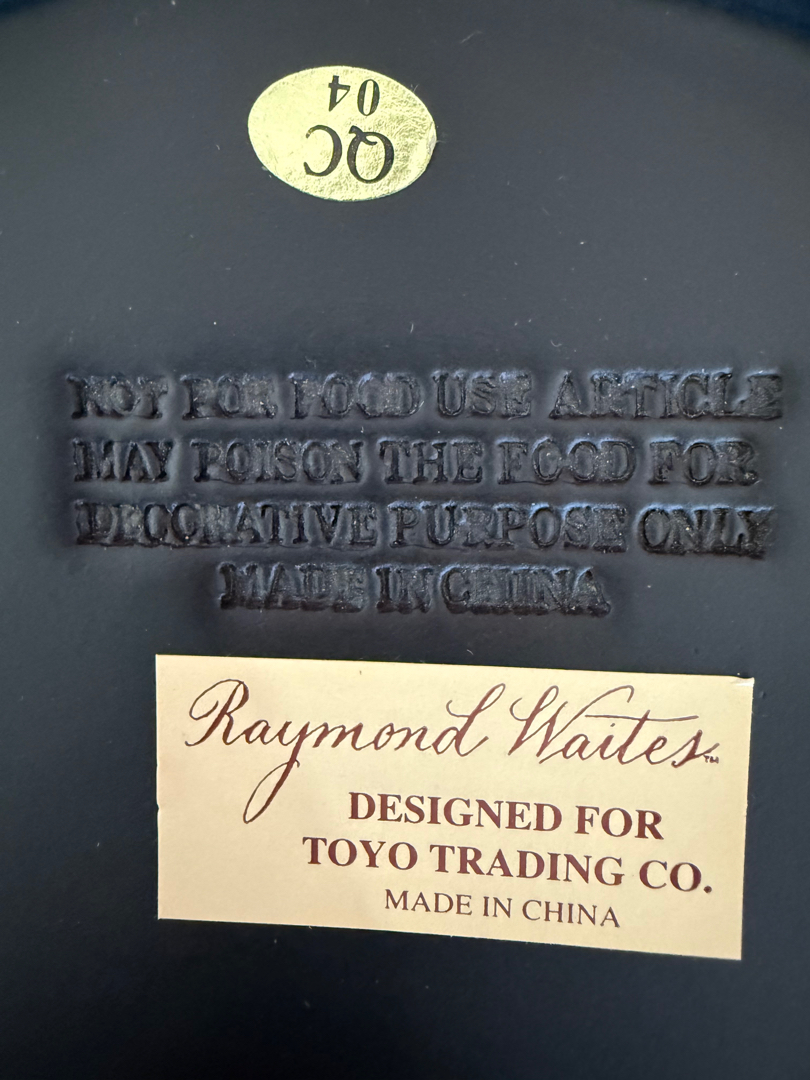 QC
04
NOT FOR FOOD USE ARTICLE
MAY POISON THE FOOD FOR
DECORATIVE PURPOSE ONLY
MADE IN CHINA
Raymond Waites™
DESIGNED FOR
TOYO TRADING CO.
MADE IN CHINA